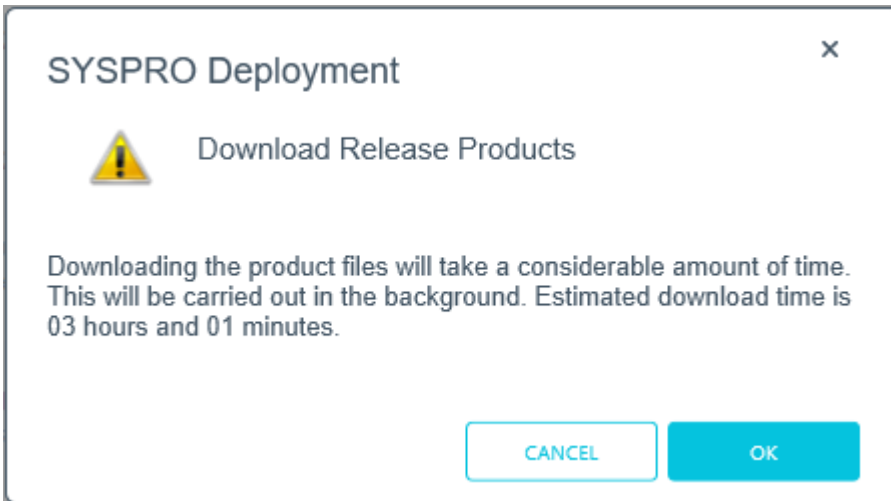 SYSPRO Deployment
Download Release Products
Downloading the product files will take a considerable amount of time.
This will be carried out in the background. Estimated download time is
03 hours and 01 minutes.
CANCEL
OK